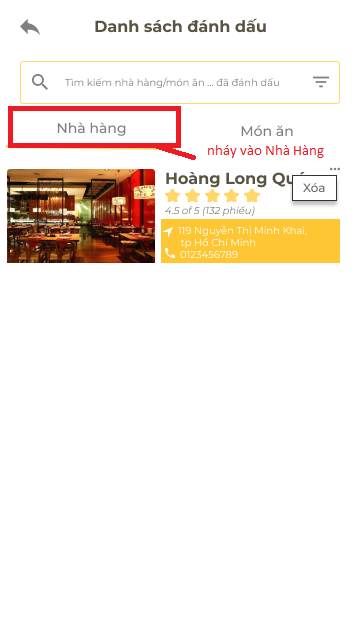 Danh sách đánh dấu
Tìm kiếm nhà hàng/món ăn ... đã đánh dấu
Nhà hàng
Món ăn
nháy vào Nhà Hàng
Hoàng Long
Xóa
4.5 of 5 (132 phiếu)
119 Nguyễn Thị Minh Khai,
tp Hồ Chí Minh
0123456789